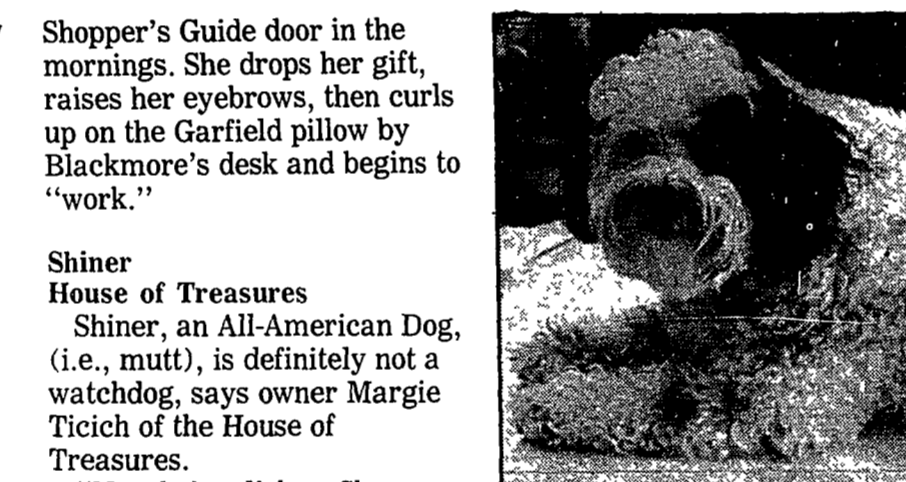 Shopper's Guide door in the
mornings. She drops her gift,
raises her eyebrows, then curls
up on the Garfield pillow by
Blackmore's desk and begins to
“work.”
Shiner
House of Treasures
Shiner, an All-American Dog,
(i.e., mutt), is definitely not a
watchdog, says owner Margie
Ticich of the House of
Treasures.